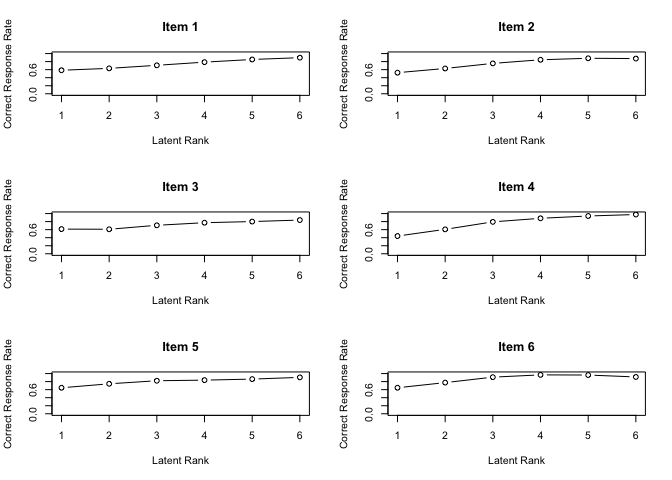 Item 1
Correct Response Rate
0.6
0.0
1 2 3 4 5 6
Latent Rank
Item 2
Correct Response Rate
0.6
0.0
1 2 3 4 5 6
Latent Rank
Item 3
Correct Response Rate
0.6
0.0
1 2 3 4 5 6
Latent Rank
Item 4
Correct Response Rate
0.6
0.0
1 2 3 4 5 6
Latent Rank
Item 5
Correct Response Rate
0.6
0.0
1 2 3 4 5 6
Latent Rank
Item 6
Correct Response Rate
0.6
0.0
1 2 3 4 5 6
Latent Rank